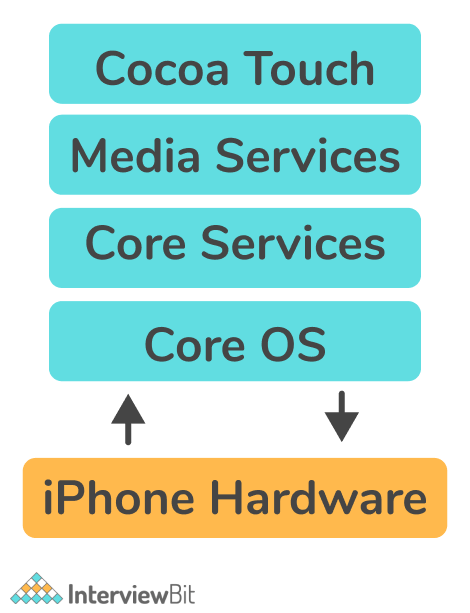 Cocoa Touch
Media Services
Core Services
Core OS
iPhone Hardware
InterviewBit